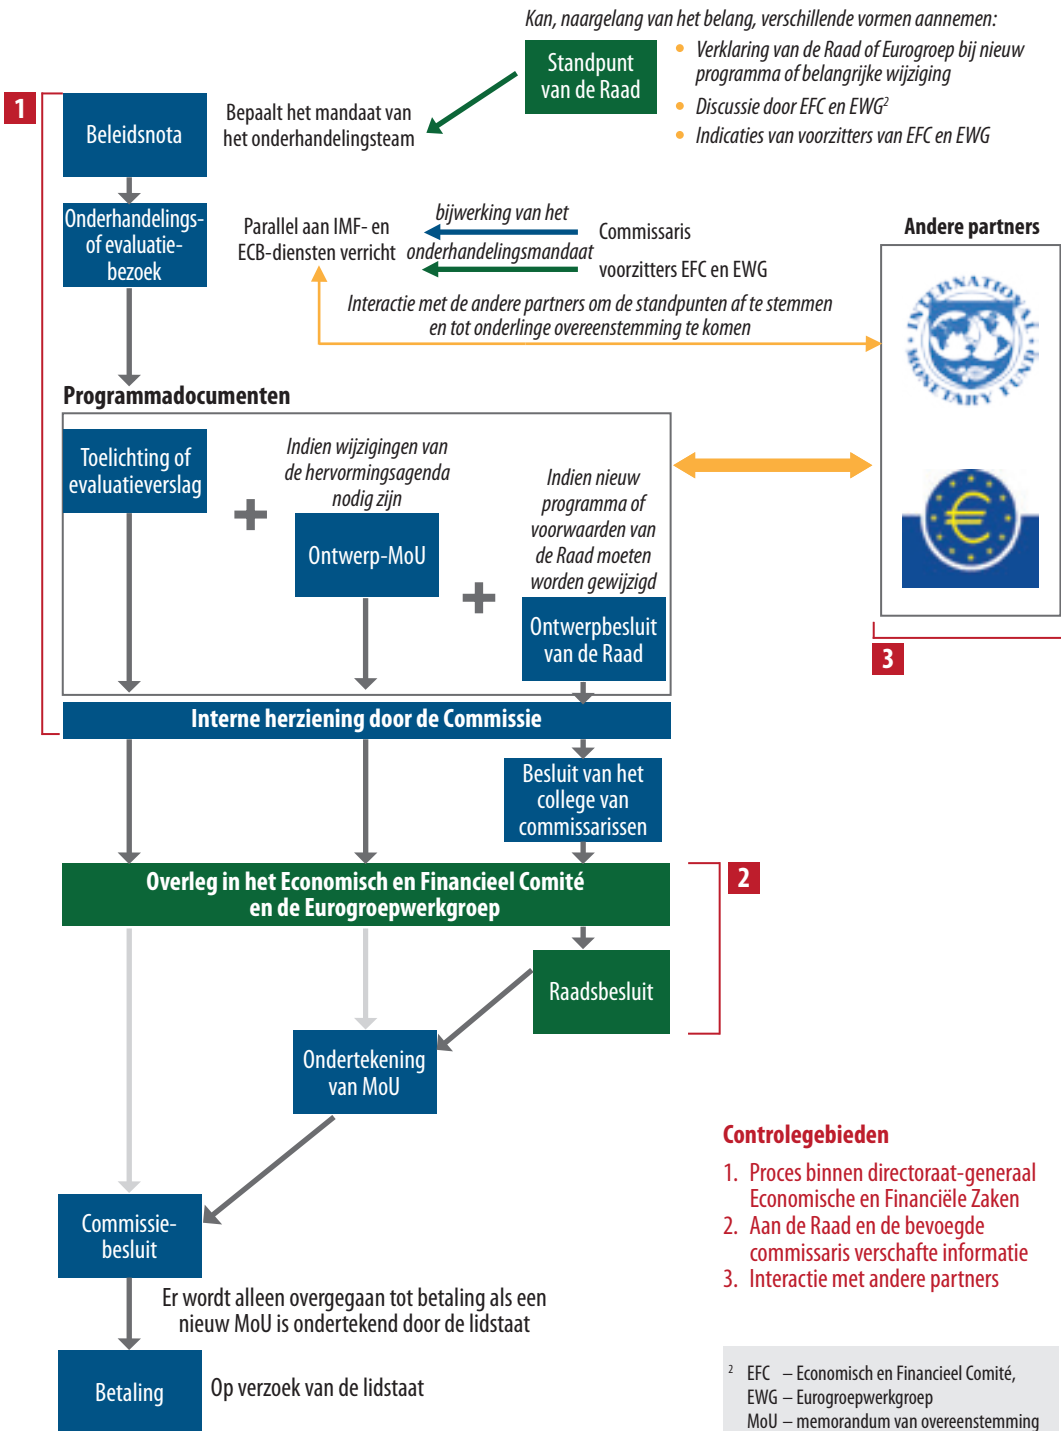 Kan, naargelang van het belang, verschillende vormen aannemen:
Standpunt
van de Raad
• Verklaring van de Raad of Eurogroep bij nieuw
programma of belangrijke wijziging
• Discussie door EFC en EWG²
• Indicaties van voorzitters van EFC en EWG
1
Beleidsnota
Bepaalt het mandaat van
het onderhandelingsteam
Onderhandelings-
of evaluatie-
bezoek
Parallel aan IMF- en
ECB-diensten verricht
bijwerking van het
onderhandelingsmandaat
Commissaris
voorzitters EFC en EWG
Interactie met de andere partners om de standpunten af te stemmen
en tot onderlinge overeenstemming te komen
Andere partners
INTERNATIONAL
MONETARY FUND
€
3
Programmadocumenten
Toelichting of
evaluatieverslag
+
Indien wijzigingen van
de hervormingsagenda
nodig zijn
Ontwerp-MoU
+
Indien nieuw
programma of
voorwaarden van
de Raad moeten
worden gewijzigd
Ontwerpbesluit
van de Raad
Interne herziening door de Commissie
Besluit van het
college van
commissarissen
2
Overleg in het Economisch en Financieel Comité
en de Eurogroepwerkgroep
Raadsbesluit
Ondertekening
van MoU
Commissie-
besluit
Er wordt alleen overgegaan tot betaling als een
nieuw MoU is ondertekend door de lidstaat
Betaling
Op verzoek van de lidstaat
Controlegebieden
1. Proces binnen directoraat-generaal
Economische en Financiële Zaken
2. Aan de Raad en de bevoegde
commissaris verschafte informatie
3. Interactie met andere partners
² EFC – Economisch en Financieel Comité,
EWG – Eurogroepwerkgroep
MoU – memorandum van overeenstemming